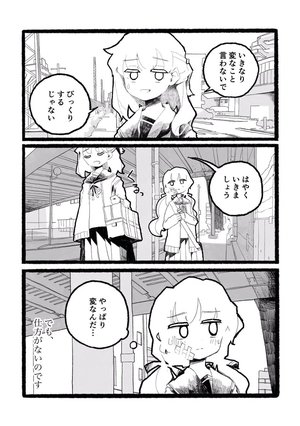 いきなり
変なこと
言わないで
びっくり
する
じゃない
はやく
いきま
しょう
やっぱり
変なんだ…
でも、
仕方がないのです